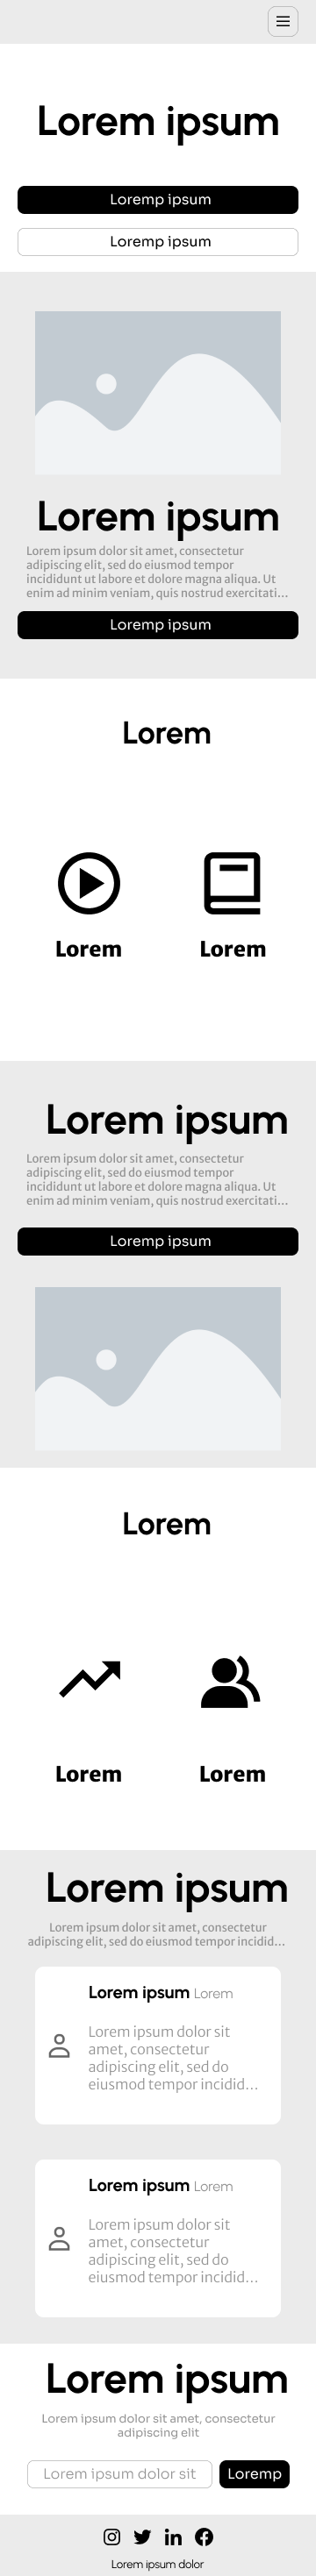 Lorem ipsum
Loremp ipsum
Loremp ipsum
Lorem ipsum
Lorem ipsum dolor sit amet, consectetur
adipiscing elit, sed do eiusmod tempor
incididunt ut labore et dolore magna aliqua. Ut
enim ad minim veniam, quis nostrud exercitati...
Loremp ipsum
Lorem
Lorem
Lorem
Lorem ipsum
Lorem ipsum dolor sit amet, consectetur
adipiscing elit, sed do eiusmod tempor
incididunt ut labore et dolore magna aliqua. Ut
enim ad minim veniam, quis nostrud exercitati...
Loremp ipsum
Lorem
Lorem
Lorem
Lorem ipsum
Lorem ipsum dolor sit amet, consectetur
adipiscing elit, sed do eiusmod tempor incidid...
Lorem ipsum Lorem
Lorem ipsum dolor sit
amet, consectetur
adipiscing elit, sed do
eiusmod tempor incidid...
Lorem ipsum Lorem
Lorem ipsum dolor sit
amet, consectetur
adipiscing elit, sed do
eiusmod tempor incidid...
Lorem ipsum
Lorem ipsum dolor sit amet, consectetur
adipiscing elit
Lorem ipsum dolor sit
Loremp
Lorem ipsum dolor